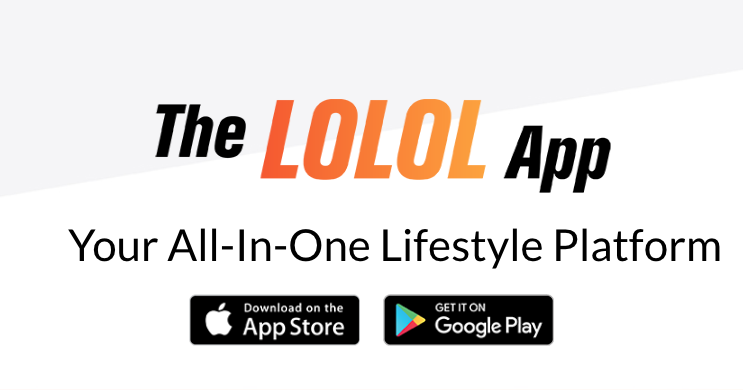 The LOLOL App
Your All-In-One Lifestyle Platform
Download on the GET IT ON
App Store Google Play